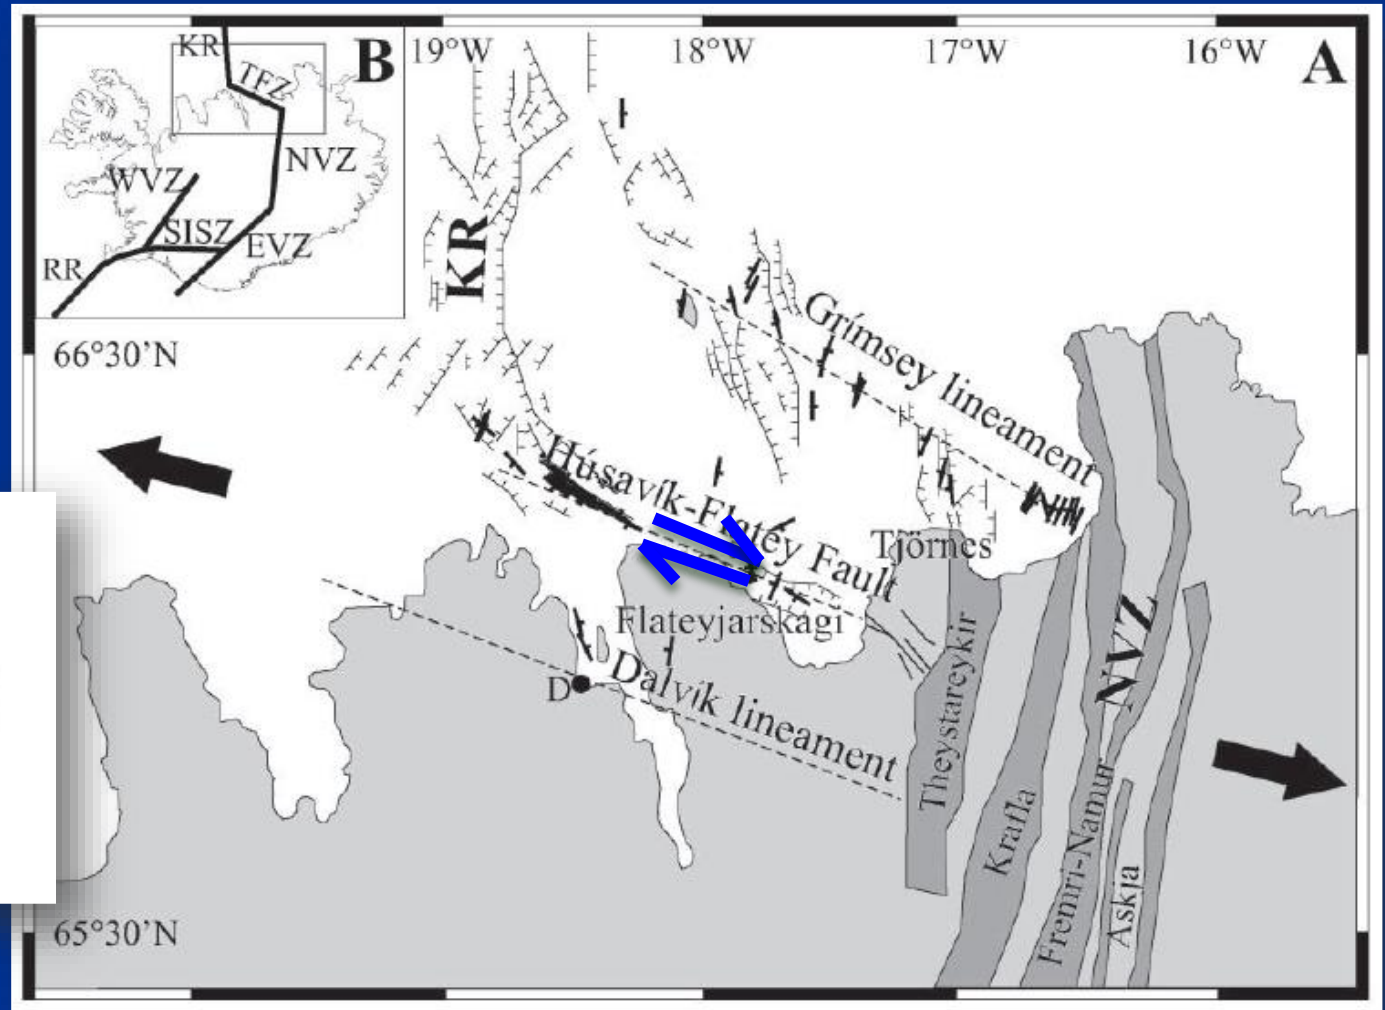 B
KR
TFZ
NVZ
WVZ
SISZ
EVZ
RR
19°W
18°W
17°W
16°W
A
KR
66°30'N
Grímsey lineament
Húsavík-Flatey Fault
Tjörnes
Flateyjarskagi
D
Dalvík lineament
Theystareykir
Krafla
Fremri-Namur
Askja
NVZ
65°30'N